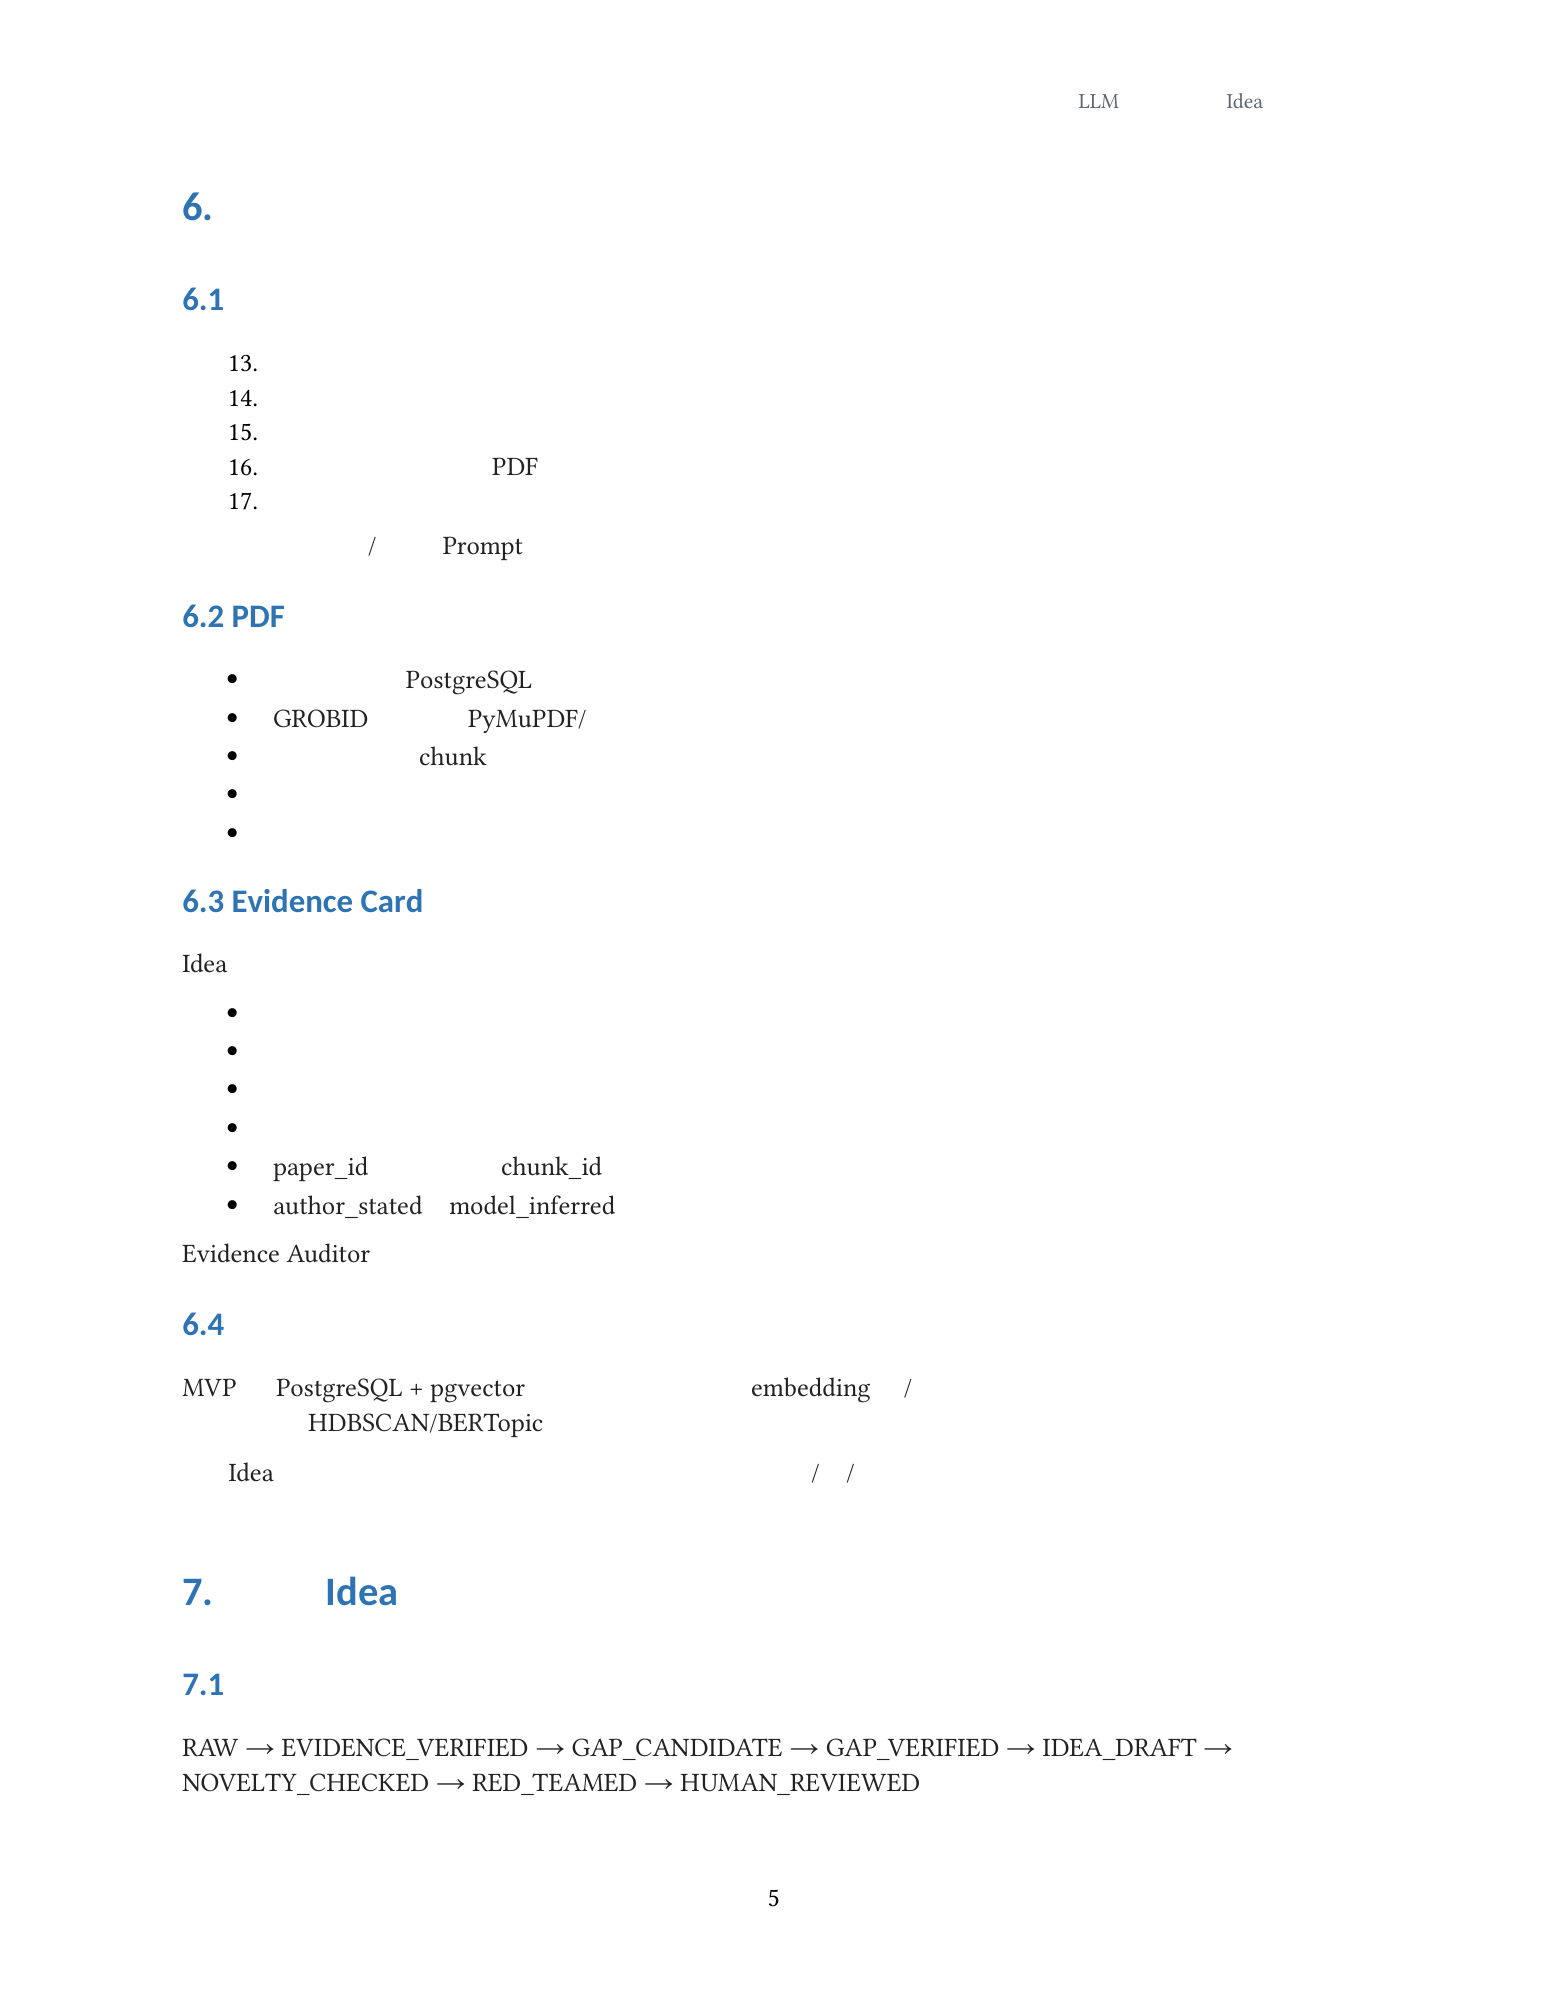 LLM Idea
6.
6.1
13.
14.
15.
16. PDF
17.
/ Prompt
6.2 PDF
• PostgreSQL
• GROBID PyMuPDF/
• chunk
•
•
6.3 Evidence Card
Idea
•
•
•
•
• paper_id chunk_id
• author_stated model_inferred
Evidence Auditor
6.4
MVP PostgreSQL + pgvector embedding /
HDBSCAN/BERTopic
Idea / /
7. Idea
7.1
RAW → EVIDENCE_VERIFIED → GAP_CANDIDATE → GAP_VERIFIED → IDEA_DRAFT →
NOVELTY_CHECKED → RED_TEAMED → HUMAN_REVIEWED
5